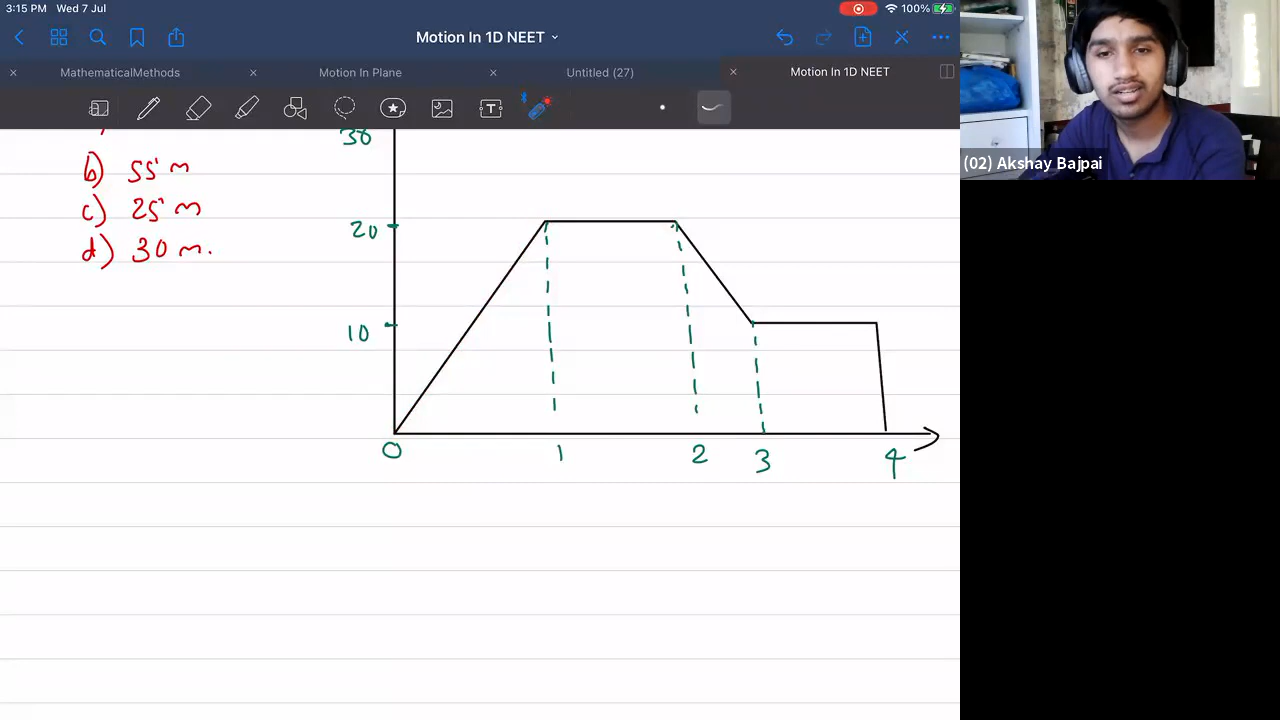 3:15 PM Wed 7 Jul
100%
Motion In 1D NEET
MathematicalMethods
Motion In Plane
Untitled (27)
Motion In 1D NEET
T
(02) Akshay Bajpai
b) 55 m
c) 25 m
d) 30 m.
30
20
10
0 1 2 3 4